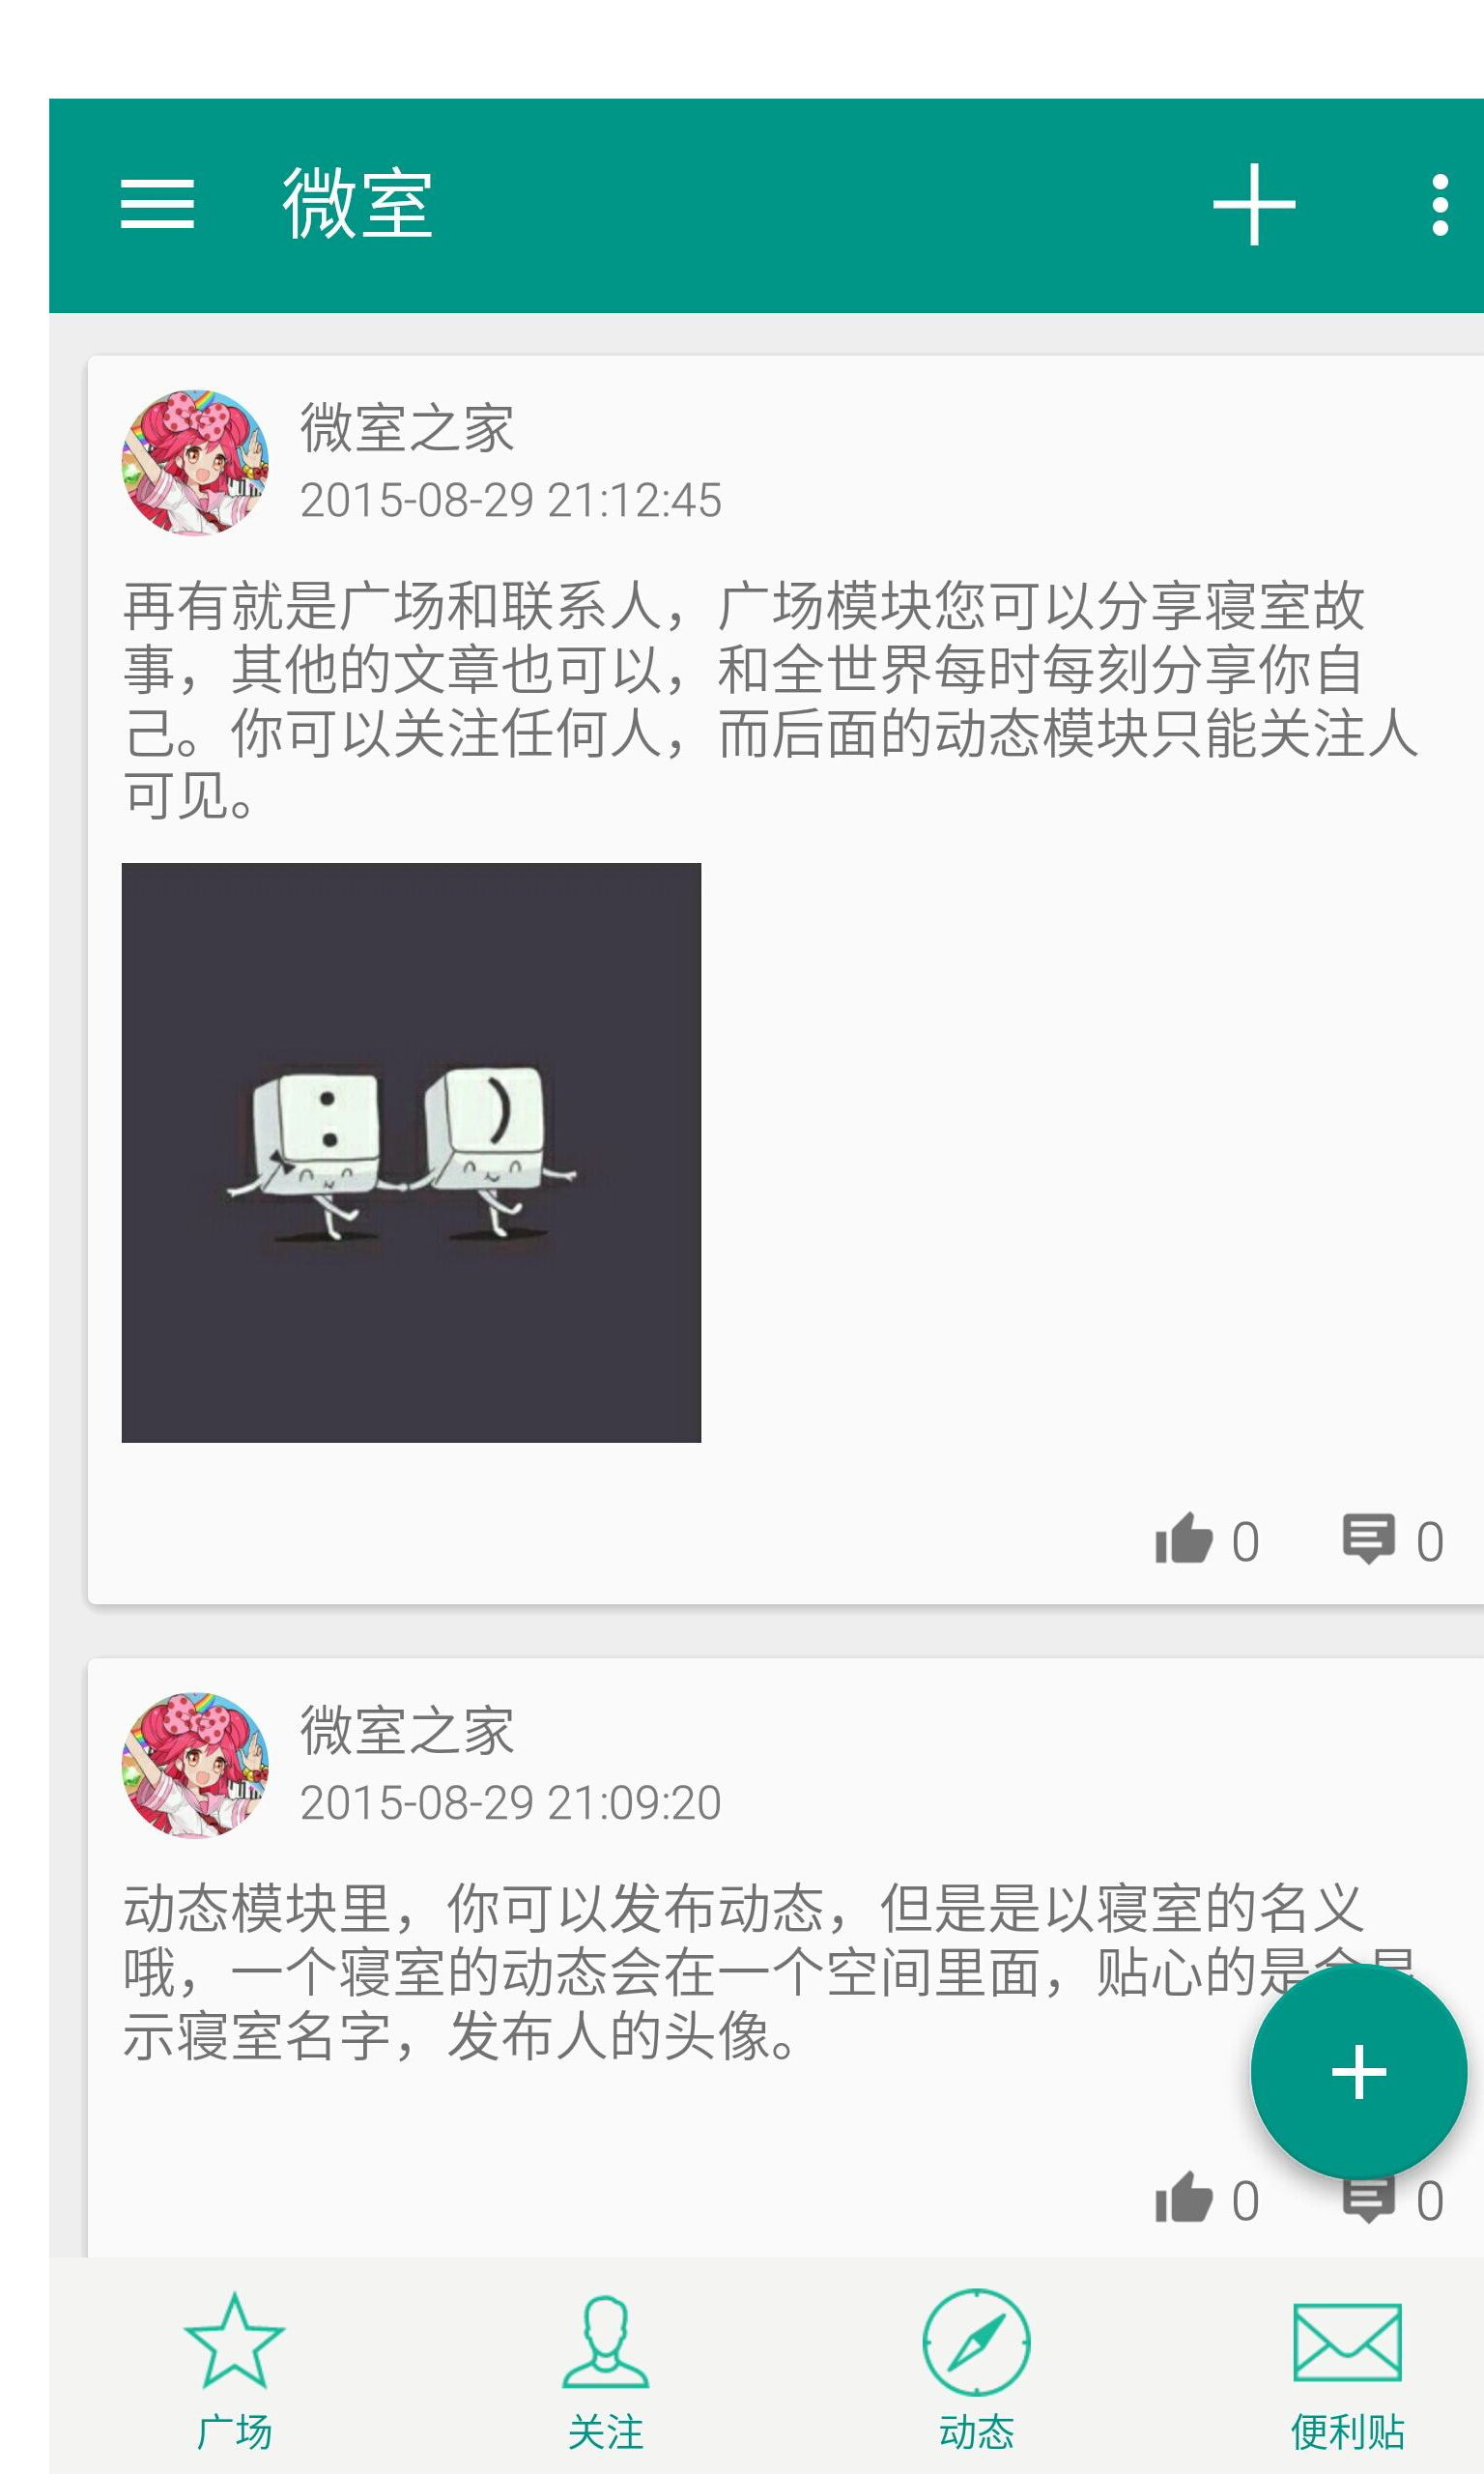 微室
微室之家
2015-08-29 21:12:45
再有就是广场和联系人，广场模块您可以分享寝室故
事，其他的文章也可以，和全世界每时每刻分享你自
己。你可以关注任何人，而后面的动态模块只能关注人
可见。
:
)
0
0
微室之家
2015-08-29 21:09:20
动态模块里，你可以发布动态，但是是以寝室的名义
哦，一个寝室的动态会在一个空间里面，贴心的是
示寝室名字，发布人的头像。
0
0
广场
关注
动态
便利贴